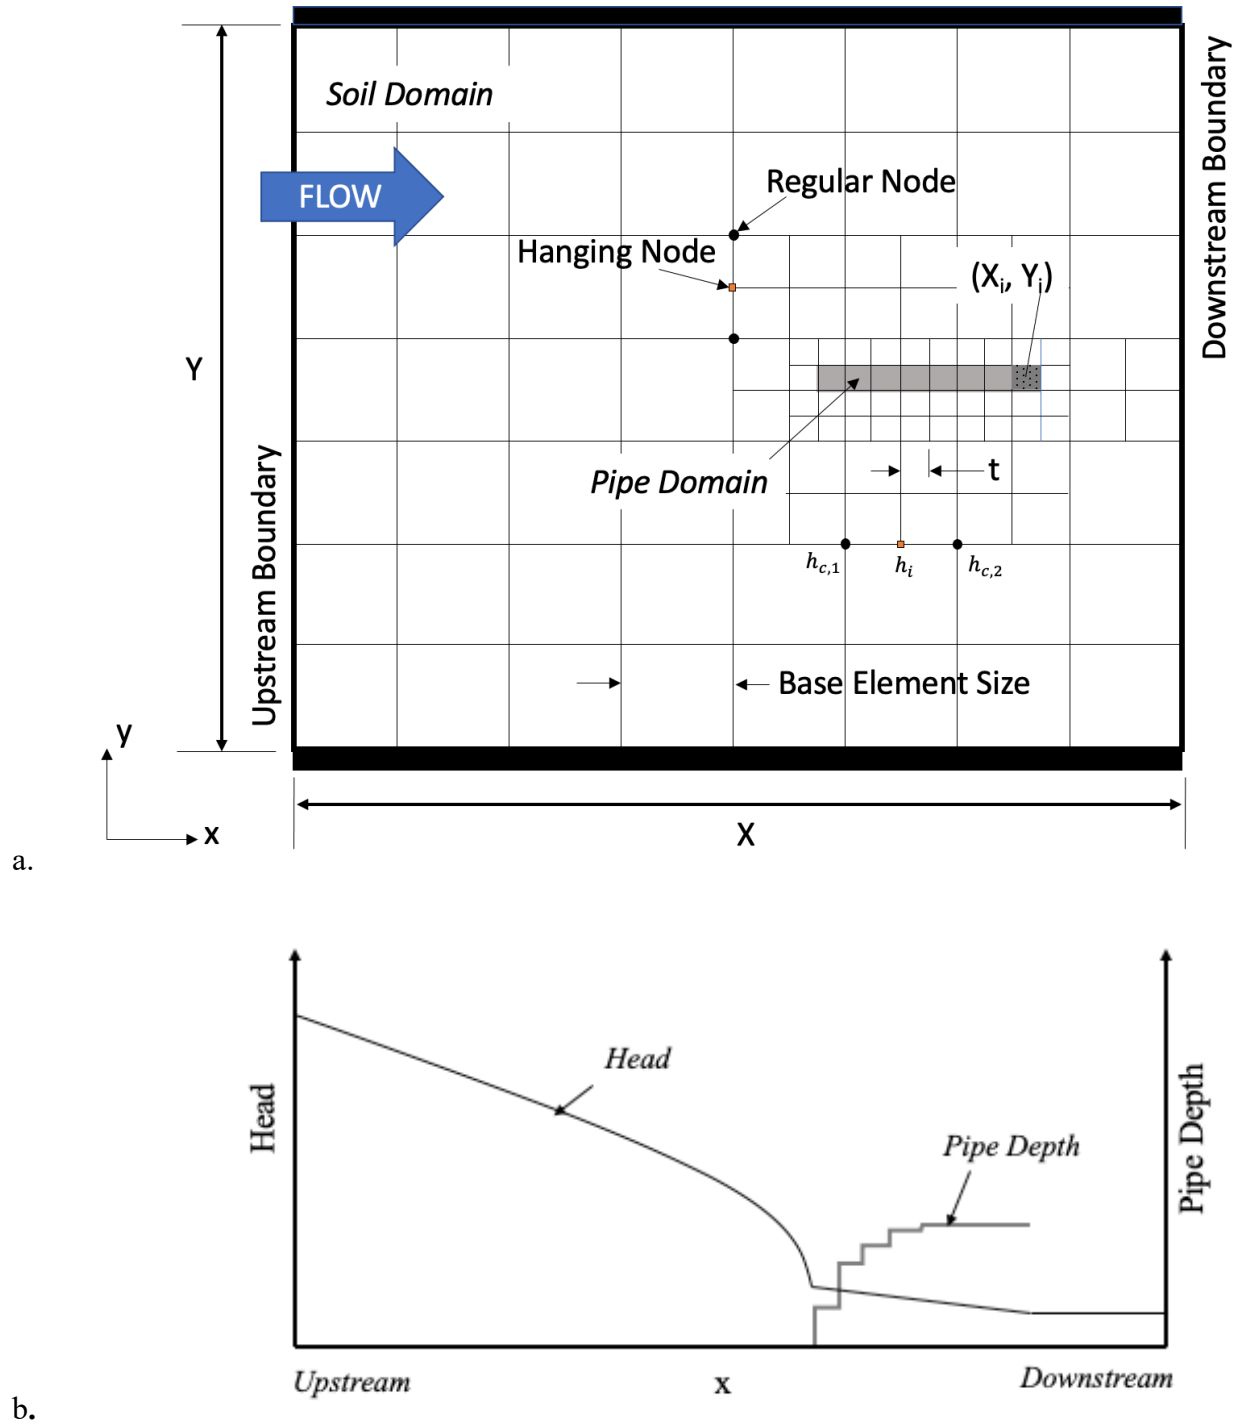 Soil Domain
Downstream Boundary
FLOW
Regular Node
Hanging Node
(Xi, Yi)
Y
Pipe Domain
t
Upstream Boundary
hc,1
hi
hc,2
Base Element Size
y
x
X
a.
Head
Head
Pipe Depth
Pipe Depth
Upstream
x
Downstream
b.